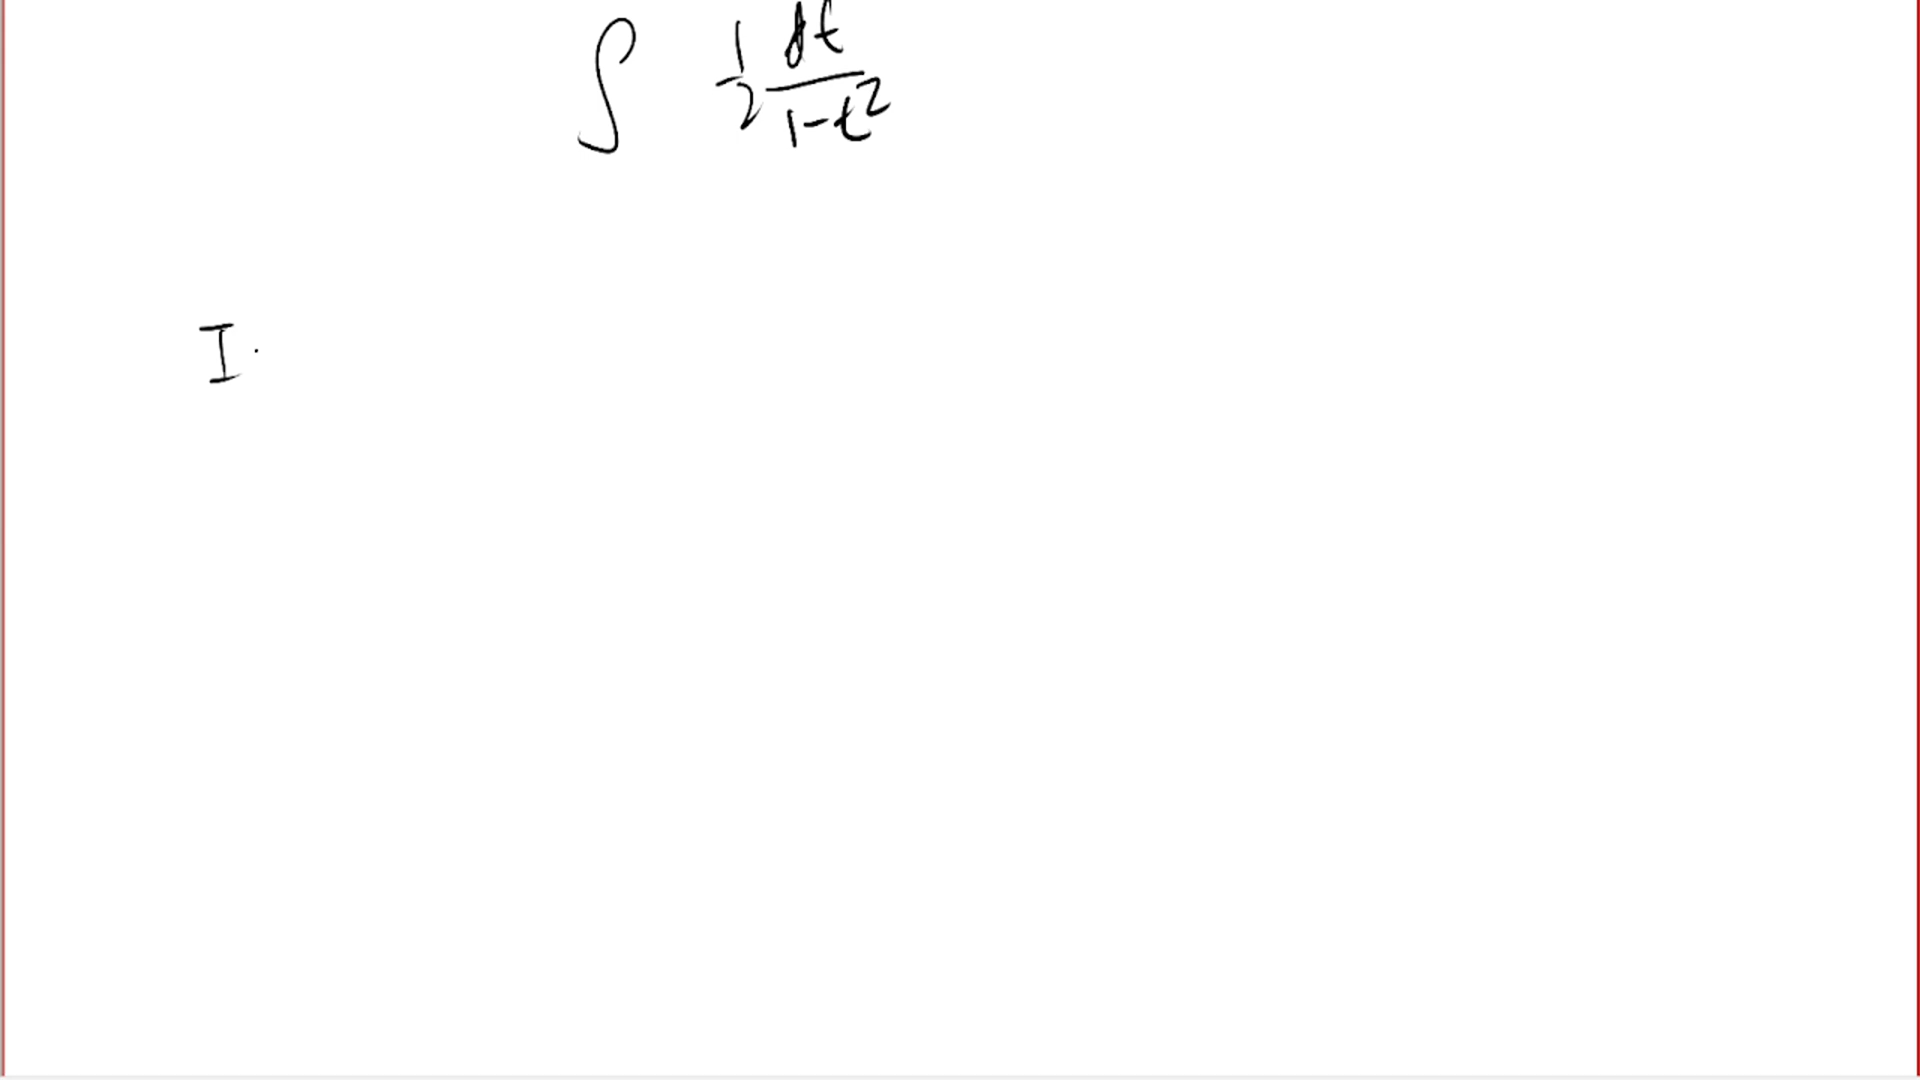 ∫ 1/2 dt/(1-t²)
I.